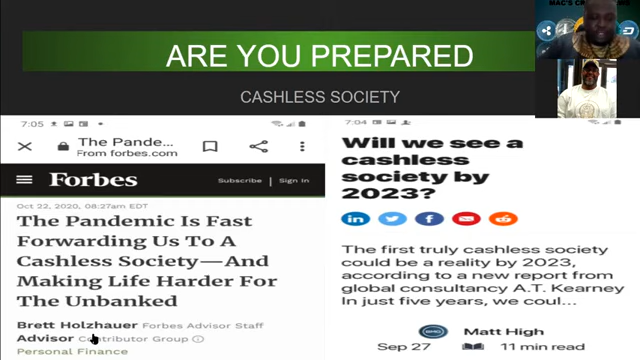 MAC'S CR
ARE YOU PREPARED
CASHLESS SOCIETY
7:05
The Pande...
From forbes.com
Forbes
Subscribe | Sign In
Oct 22, 2020, 08:27am EDT
The Pandemic Is Fast
Forwarding Us To A
Cashless Society—And
Making Life Harder For
The Unbanked
Brett Holzhauer Forbes Advisor Staff
Advisor Contributor Group
Personal Finance
7:04
Will we see a
cashless
society by
2023?
in
f
The first truly cashless society
could be a reality by 2023,
according to a new report from
global consultancy A.T. Kearney
In just five years, we coul...
Matt High
Sep 27
11 min read